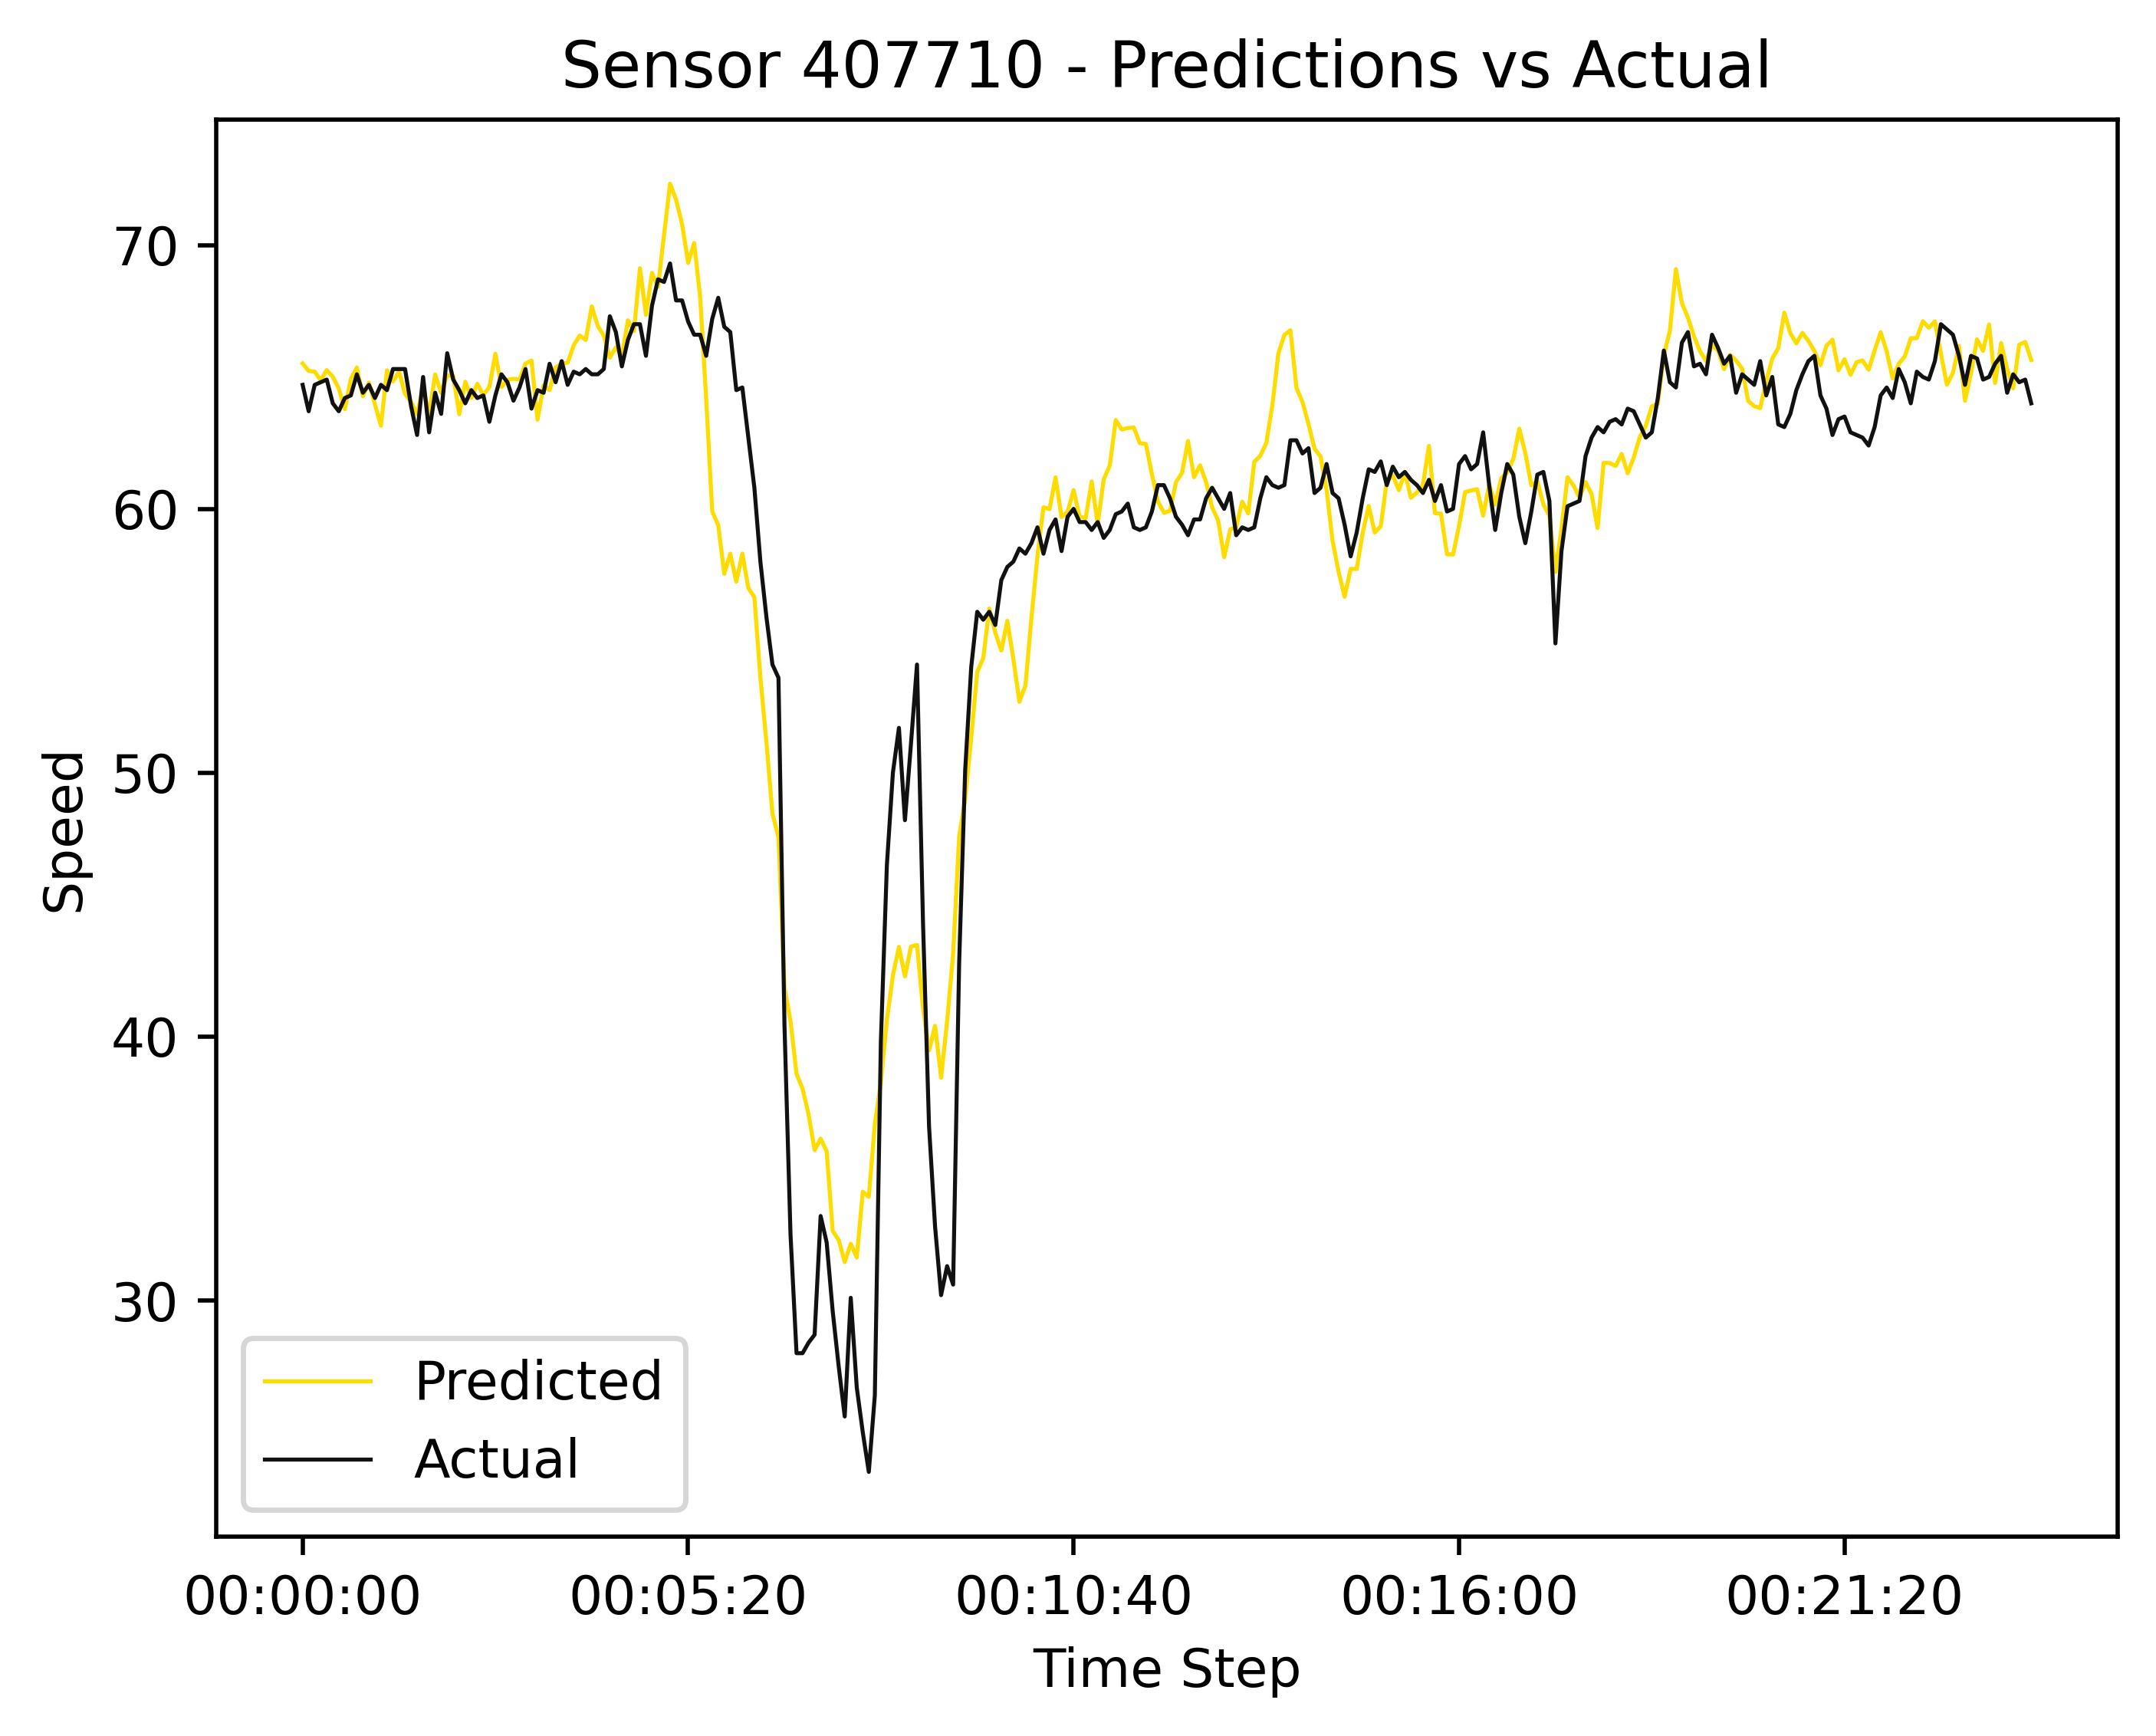 Sensor 407710 - Predictions vs Actual
70
60
50
40
30
Speed
Predicted
Actual
00:00:00 00:05:20 00:10:40 00:16:00 00:21:20
Time Step